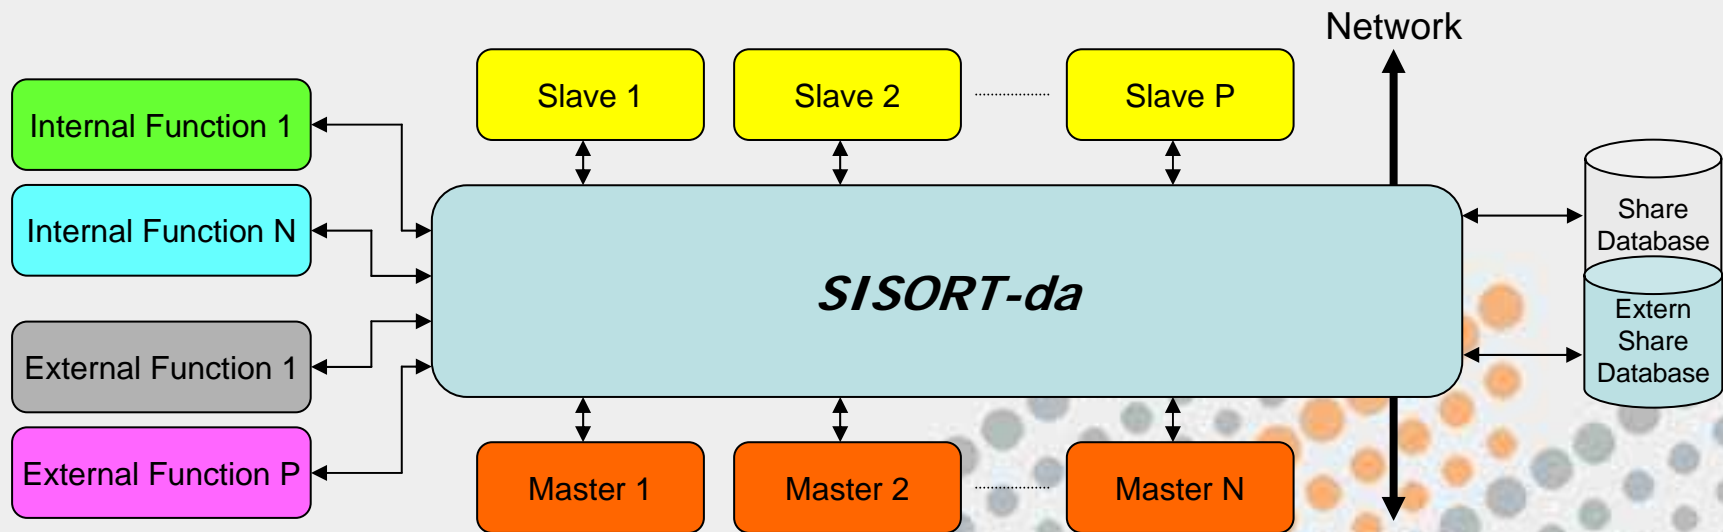 Network
Slave 1
Slave 2
Slave P
Internal Function 1
Internal Function N
External Function 1
External Function P
SISORT-da
Share
Database
Extern
Share
Database
Master 1
Master 2
Master N